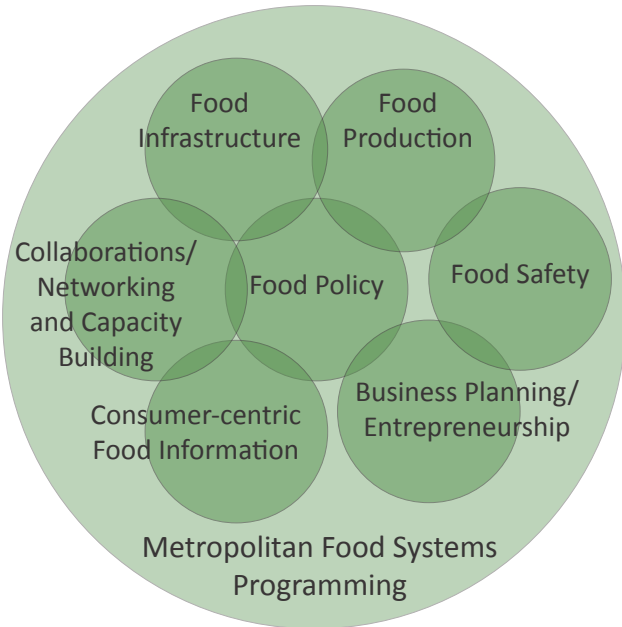 Food
Infrastructure
Food
Production
Collaborations/
Networking
and Capacity
Building
Food Policy
Food Safety
Consumer-centric
Food Information
Business Planning/
Entrepreneurship
Metropolitan Food Systems
Programming